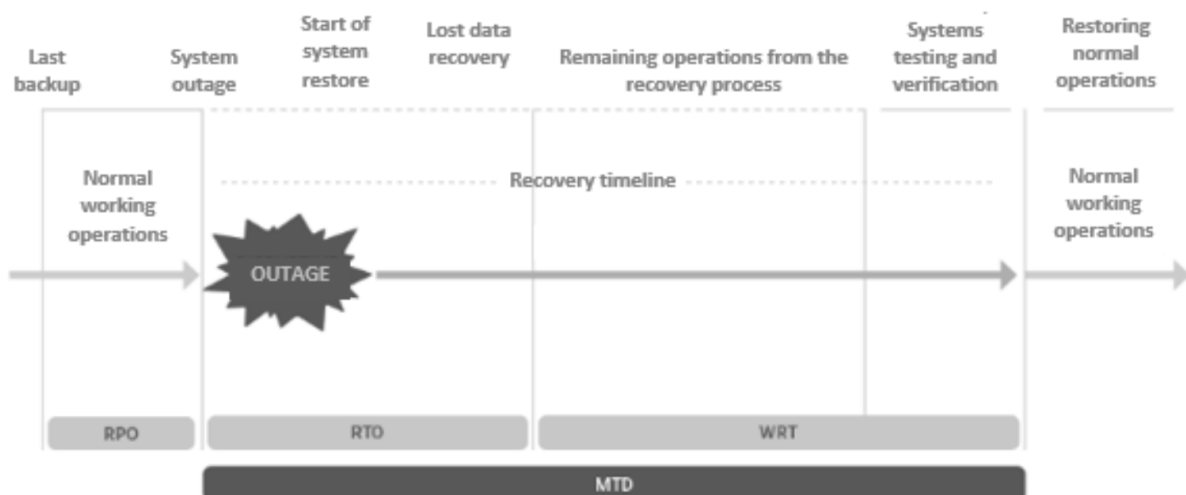 Last
backup
System
outage
Start of
system
restore
Lost data
recovery
Remaining operations from the
recovery process
Systems
testing and
verification
Restoring
normal
operations
Normal
working
operations
Recovery timeline
Normal
working
operations
OUTAGE
RPO
RTO
WRT
MTD